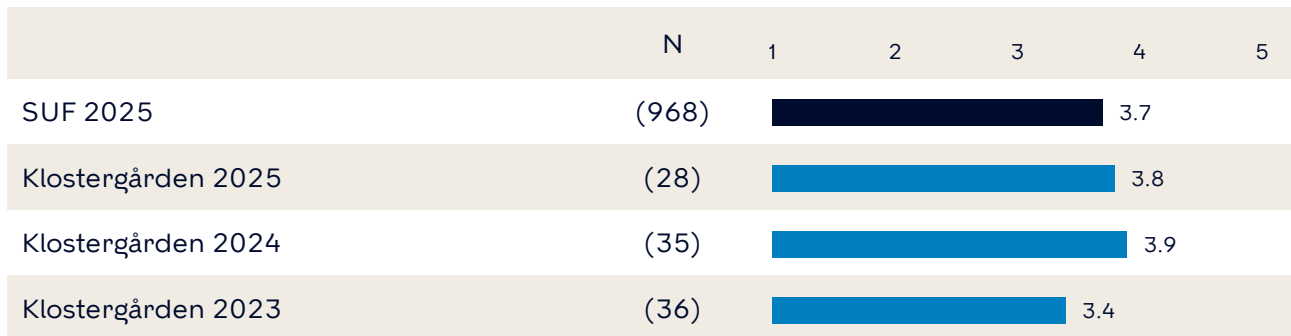 N 1 2 3 4 5
SUF 2025 (968) 3.7
Klostergården 2025 (28) 3.8
Klostergården 2024 (35) 3.9
Klostergården 2023 (36) 3.4